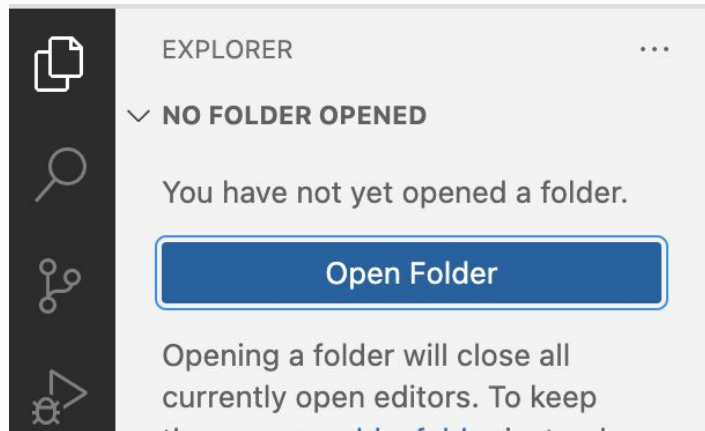 EXPLORER
NO FOLDER OPENED
You have not yet opened a folder.
Open Folder
Opening a folder will close all
currently open editors. To keep